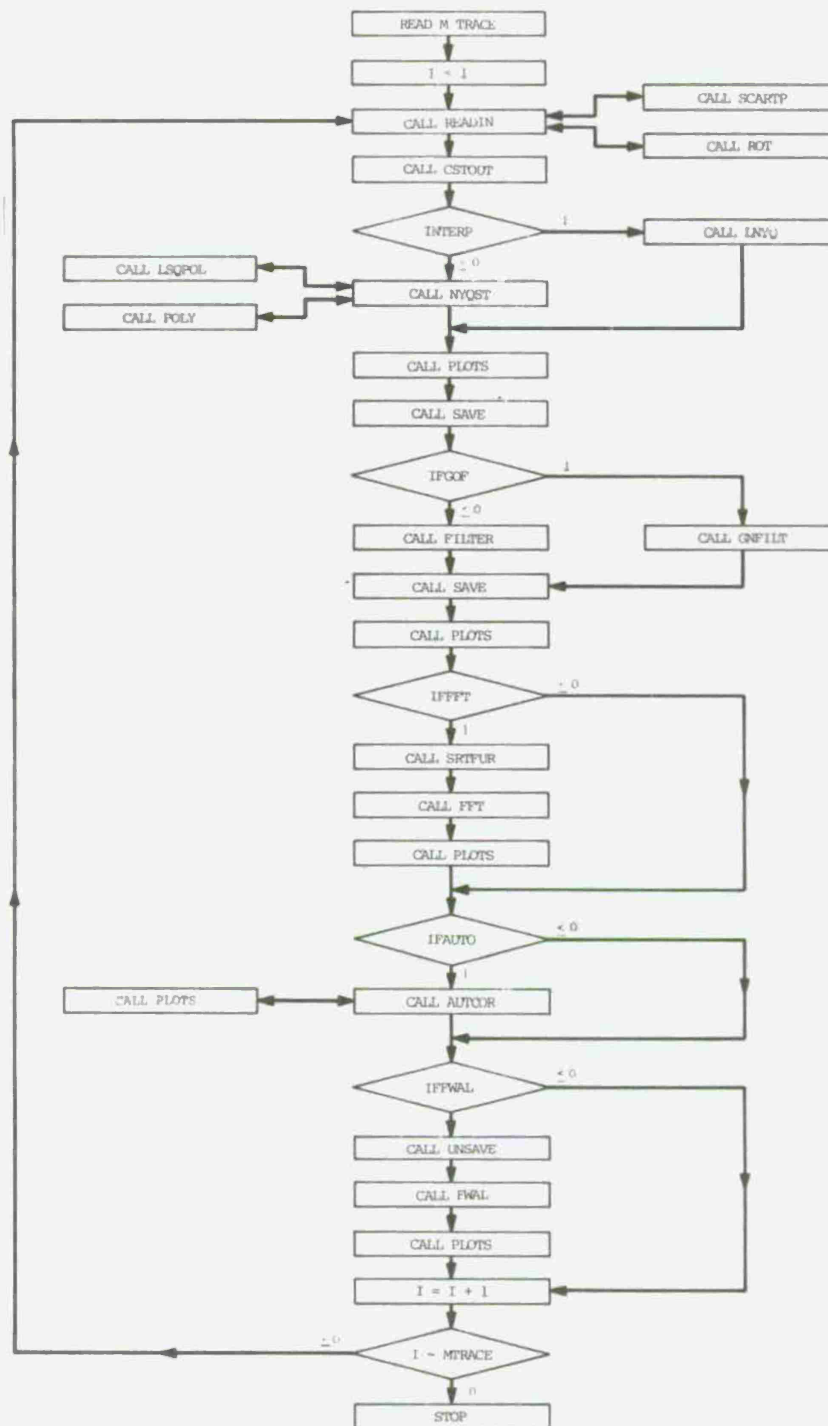 READ M TRACE
I = 1
CALL READIN
CALL SCARTP
CALL ROT
CALL CSTOUT
INTERP
1
CALL LNYQ
≤ 0
CALL LSQPOL
CALL NYQST
CALL POLY
CALL PLOTS
CALL SAVE
IFGOF
1
≤ 0
CALL FILTER
CALL GNFILT
CALL SAVE
CALL PLOTS
IFFFT
≤ 0
1
CALL SRTFUR
CALL FFT
CALL PLOTS
IFAUTO
≤ 0
1
CALL PLOTS
CALL AUTCOR
IFFWAL
≤ 0
CALL UNSAVE
CALL FWAL
CALL PLOTS
I = I + 1
≤ 0
I - MTRACE
0
STOP